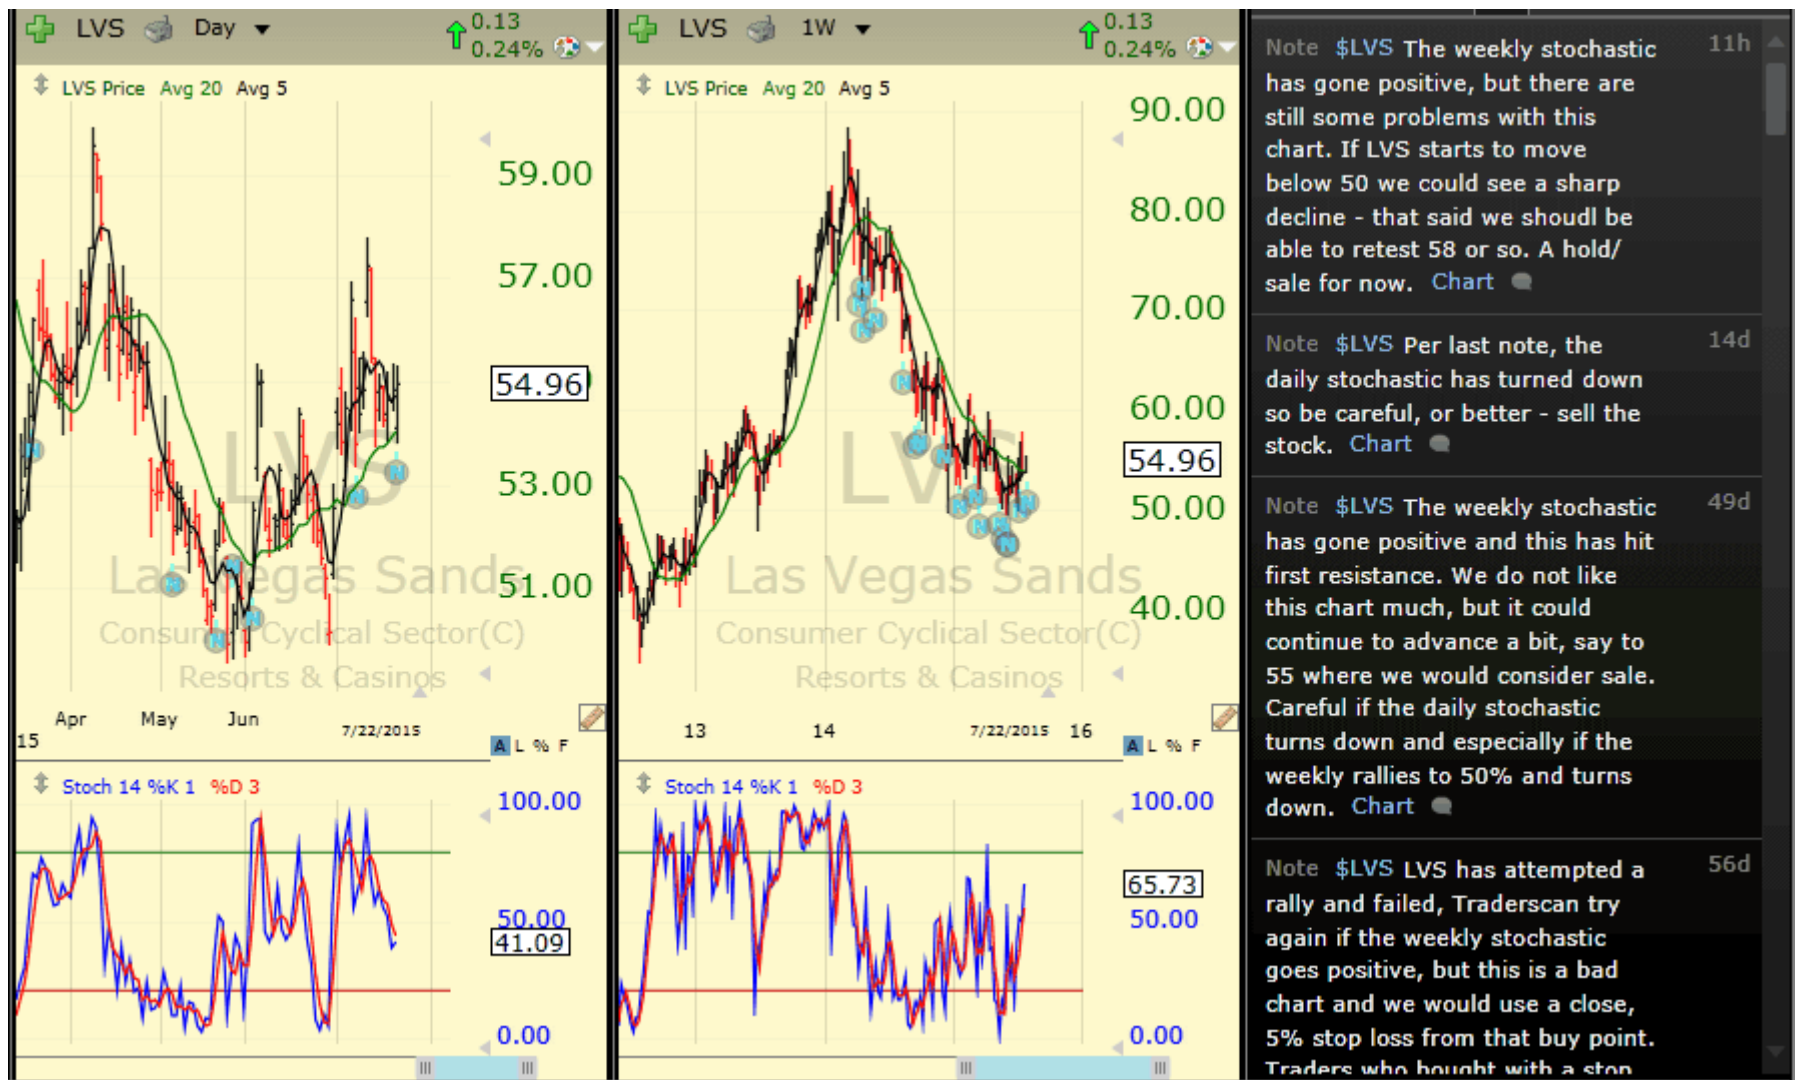 LVS Day 0.13
0.24%
LVS Price Avg 20 Avg 5
59.00
57.00
54.96
53.00
51.00
LVS
Las Vegas Sands
Consumer Cyclical Sector(C)
Resorts & Casinos
Apr May Jun 7/22/2015
15
A L % F
Stoch 14 %K 1 %D 3
100.00
50.00
41.09
0.00
LVS 1W 0.13
0.24%
LVS Price Avg 20 Avg 5
90.00
80.00
70.00
60.00
54.96
50.00
40.00
LVS
Las Vegas Sands
Consumer Cyclical Sector(C)
Resorts & Casinos
13 14 7/22/2015 16
A L % F
Stoch 14 %K 1 %D 3
100.00
65.73
50.00
0.00
Note $LVS The weekly stochastic 11h
has gone positive, but there are
still some problems with this
chart. If LVS starts to move
below 50 we could see a sharp
decline - that said we shoudl be
able to retest 58 or so. A hold/
sale for now. Chart
Note $LVS Per last note, the 14d
daily stochastic has turned down
so be careful, or better - sell the
stock. Chart
Note $LVS The weekly stochastic 49d
has gone positive and this has hit
first resistance. We do not like
this chart much, but it could
continue to advance a bit, say to
55 where we would consider sale.
Careful if the daily stochastic
turns down and especially if the
weekly rallies to 50% and turns
down. Chart
Note $LVS LVS has attempted a 56d
rally and failed, Traderscan try
again if the weekly stochastic
goes positive, but this is a bad
chart and we would use a close,
5% stop loss from that buy point.
Traders who bought with a stop